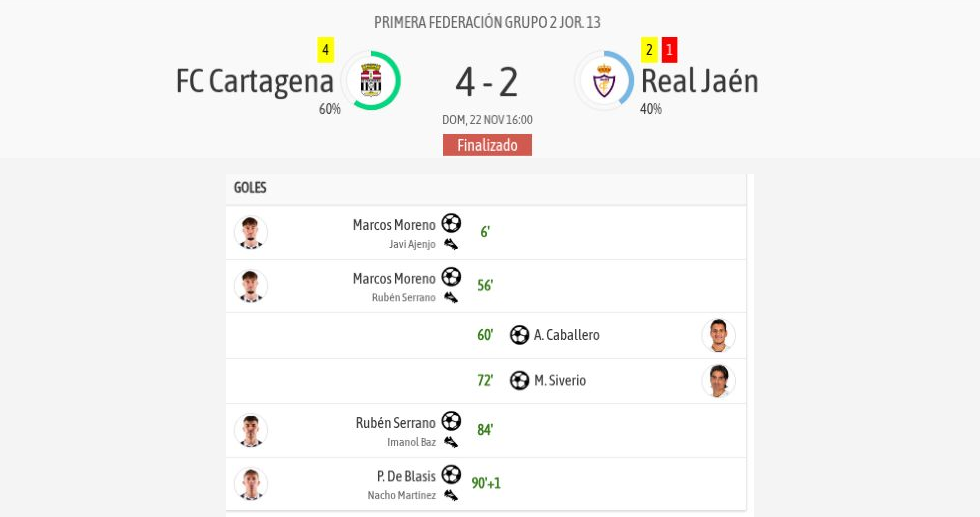 PRIMERA FEDERACIÓN GRUPO 2 JOR. 13
4
2 1
FC Cartagena
4 - 2
Real Jaén
60%
40%
DOM, 22 NOV 16:00
Finalizado
GOLES
Marcos Moreno
Javi Ajenjo
6'
Marcos Moreno
Rubén Serrano
56'
60' A. Caballero
72' M. Siverio
Rubén Serrano
Imanol Baz
84'
P. De Blasis
Nacho Martínez
90'+1